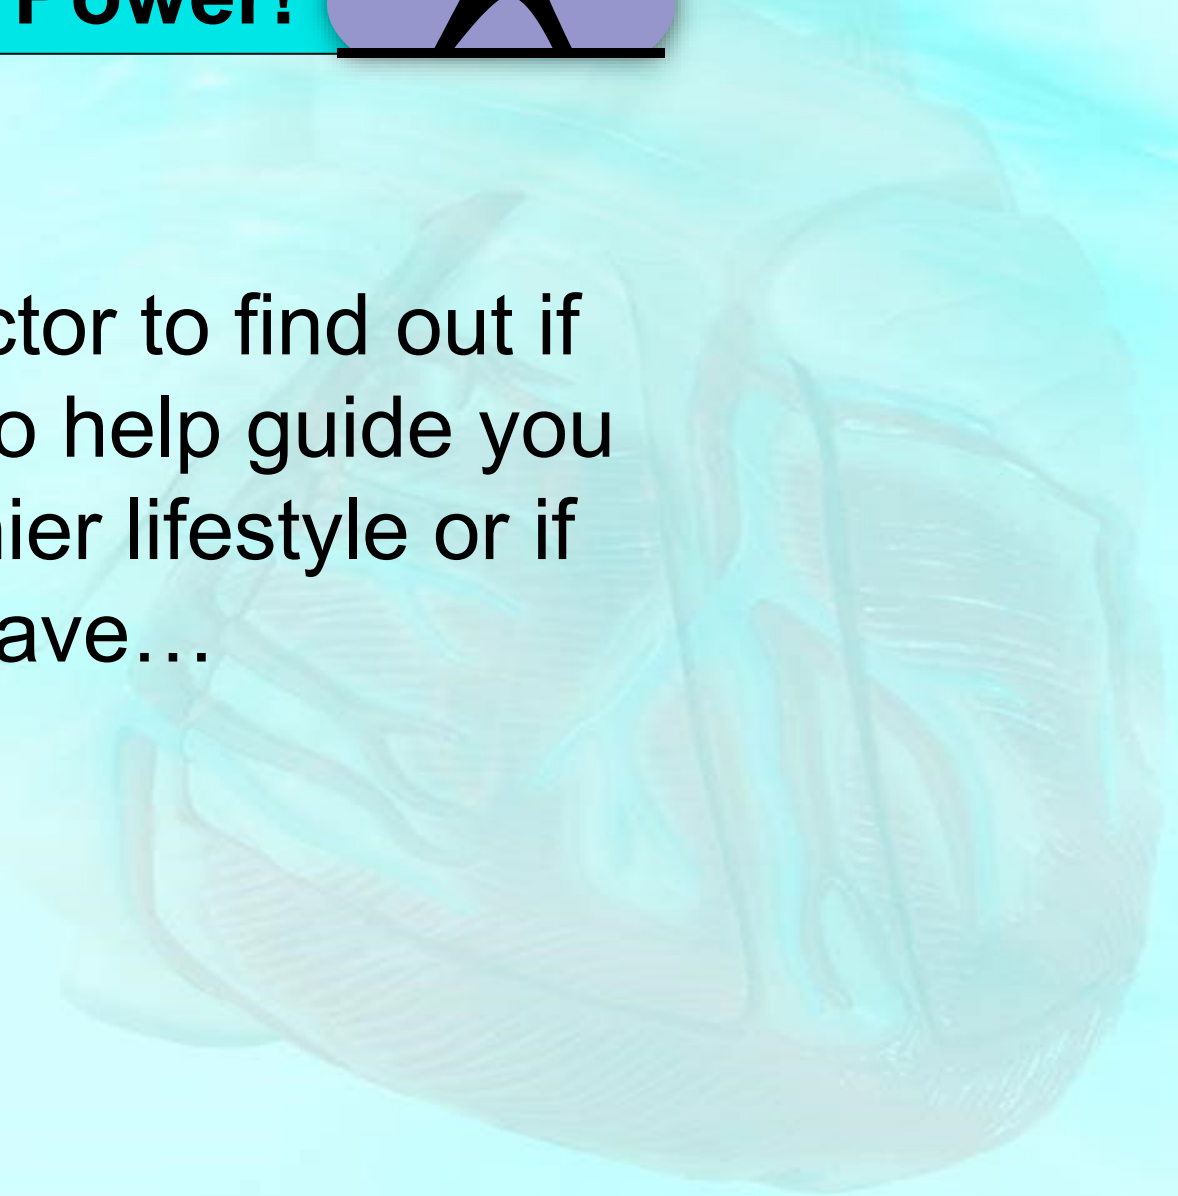 Power!
ctor to find out if
o help guide you
ier lifestyle or if
ave…